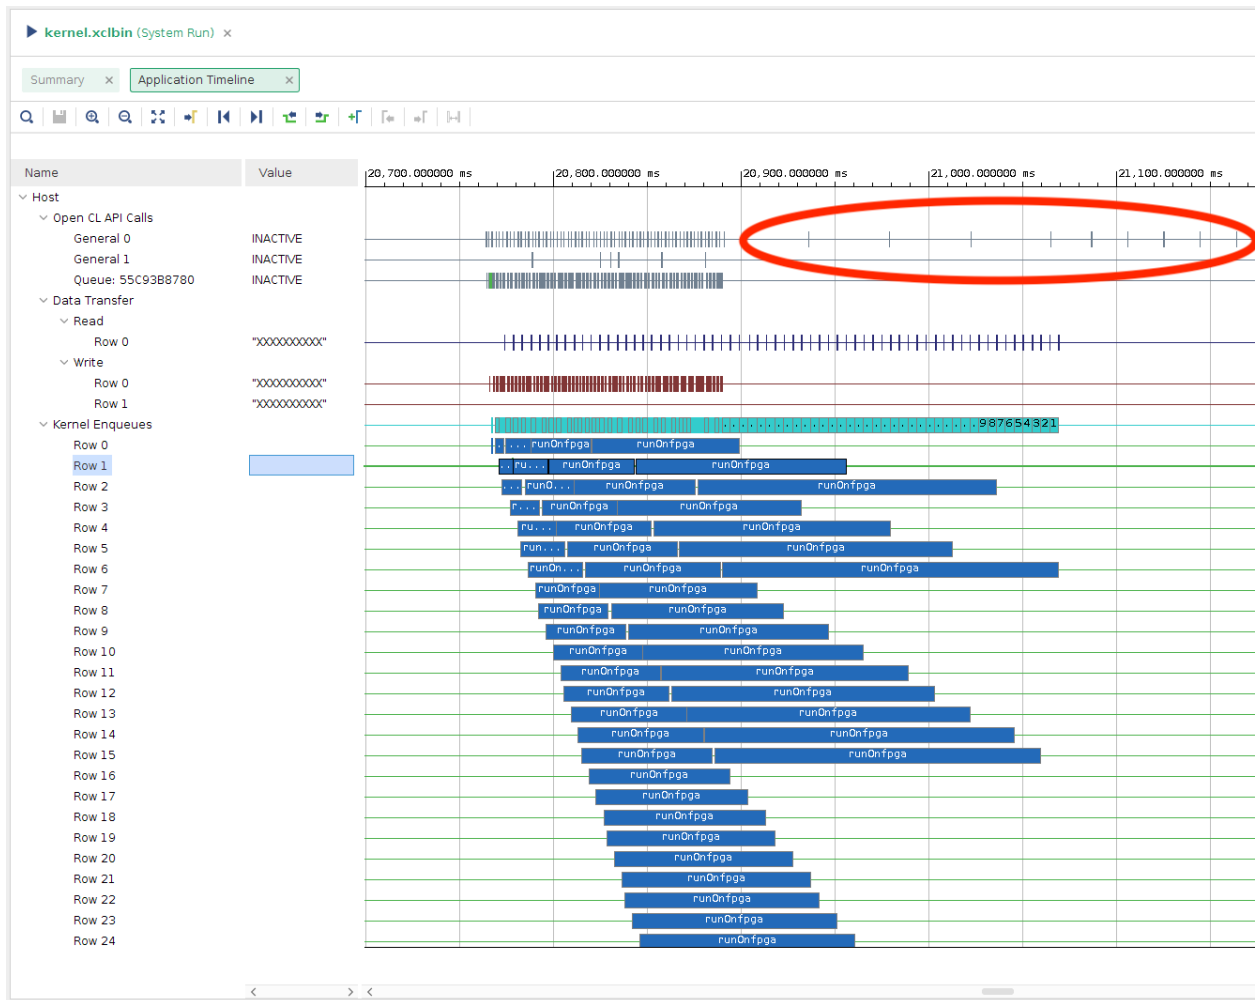 kernel.xclbin (System Run) ×
Summary × Application Timeline ×
Name Value 20,700.000000 ms 20,800.000000 ms 20,900.000000 ms 21,000.000000 ms 21,100.000000 ms
Host
Open CL API Calls
General 0 INACTIVE
General 1 INACTIVE
Queue: 55C93B8780 INACTIVE
Data Transfer
Read
Row 0 "XXXXXXXXXX"
Write
Row 0 "XXXXXXXXXX"
Row 1 "XXXXXXXXXX"
Kernel Enqueues 987654321
Row 0 ... runOnfpga runOnfpga
Row 1 .. ru... runOnfpga runOnfpga
Row 2 ... runO... runOnfpga runOnfpga
Row 3 r... runOnfpga runOnfpga
Row 4 ru... runOnfpga runOnfpga
Row 5 run... runOnfpga runOnfpga
Row 6 runOn... runOnfpga runOnfpga
Row 7 runOnfpga runOnfpga
Row 8 runOnfpga runOnfpga
Row 9 runOnfpga runOnfpga
Row 10 runOnfpga runOnfpga
Row 11 runOnfpga runOnfpga
Row 12 runOnfpga runOnfpga
Row 13 runOnfpga runOnfpga
Row 14 runOnfpga runOnfpga
Row 15 runOnfpga runOnfpga
Row 16 runOnfpga
Row 17 runOnfpga
Row 18 runOnfpga
Row 19 runOnfpga
Row 20 runOnfpga
Row 21 runOnfpga
Row 22 runOnfpga
Row 23 runOnfpga
Row 24 runOnfpga